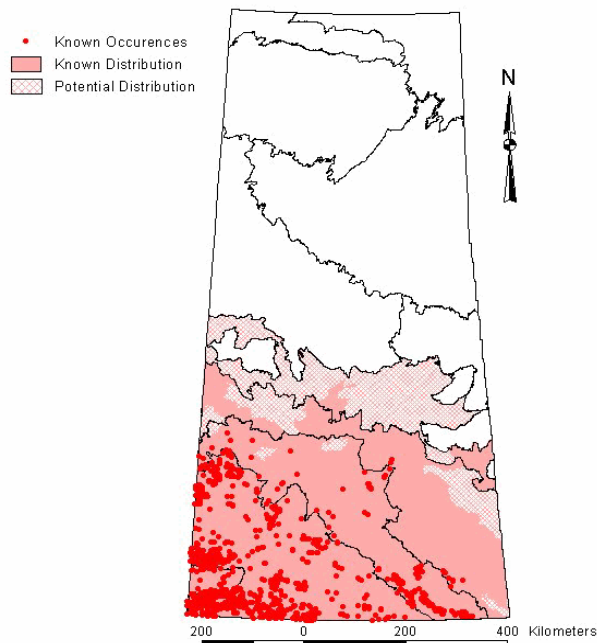 Known Occurences
Known Distribution
Potential Distribution
N
200 0 200 400 Kilometers